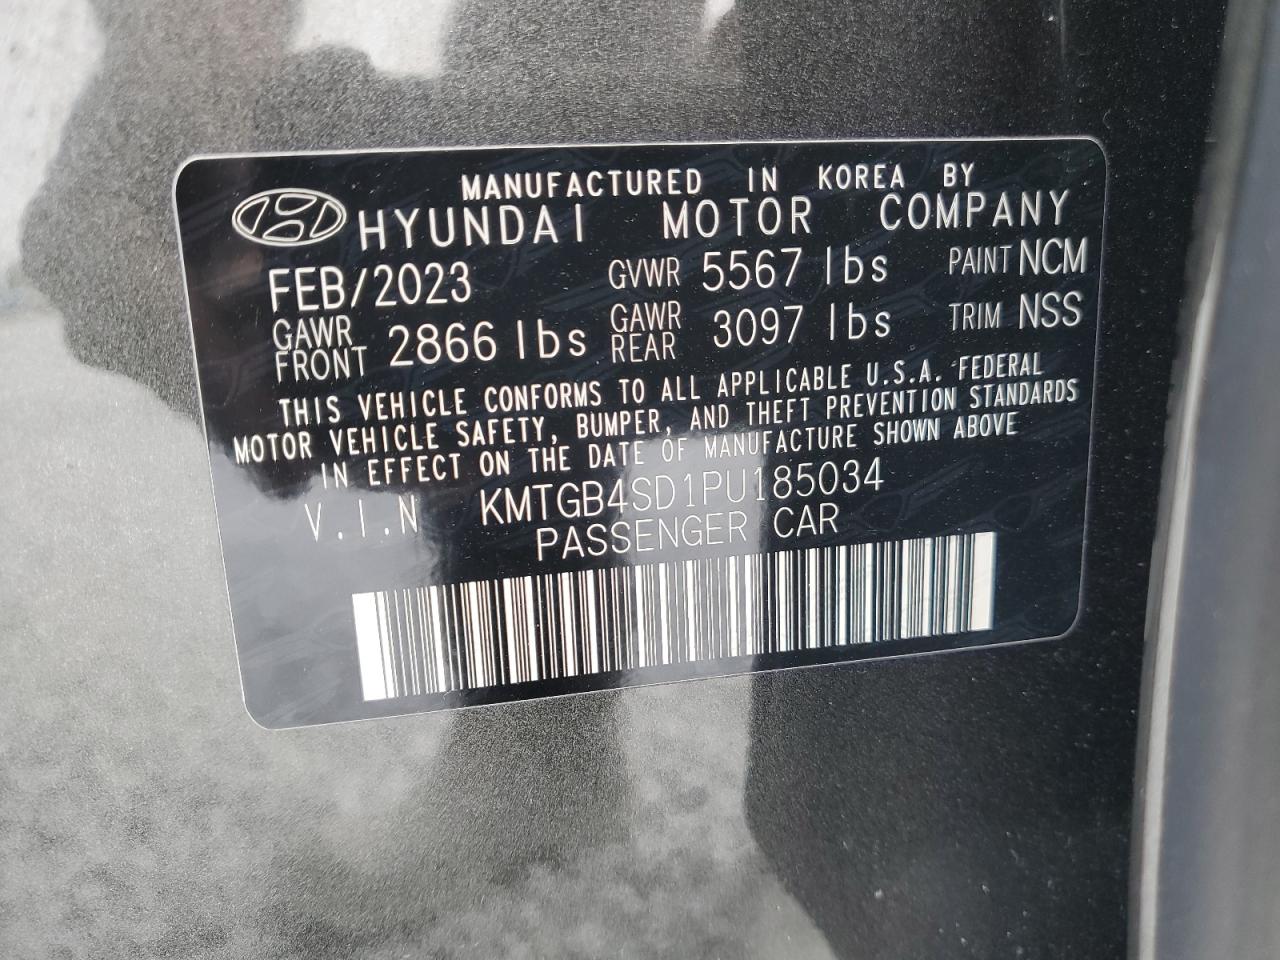 MANUFACTURED IN KOREA BY
HYUNDAI MOTOR COMPANY
FEB/2023 GVWR 5567 lbs PAINT NCM
GAWR FRONT 2866 lbs GAWR REAR 3097 lbs TRIM NSS
THIS VEHICLE CONFORMS TO ALL APPLICABLE U.S.A. FEDERAL
MOTOR VEHICLE SAFETY, BUMPER, AND THEFT PREVENTION STANDARDS
IN EFFECT ON THE DATE OF MANUFACTURE SHOWN ABOVE
V.I.N KMTGB4SD1PU185034
PASSENGER CAR